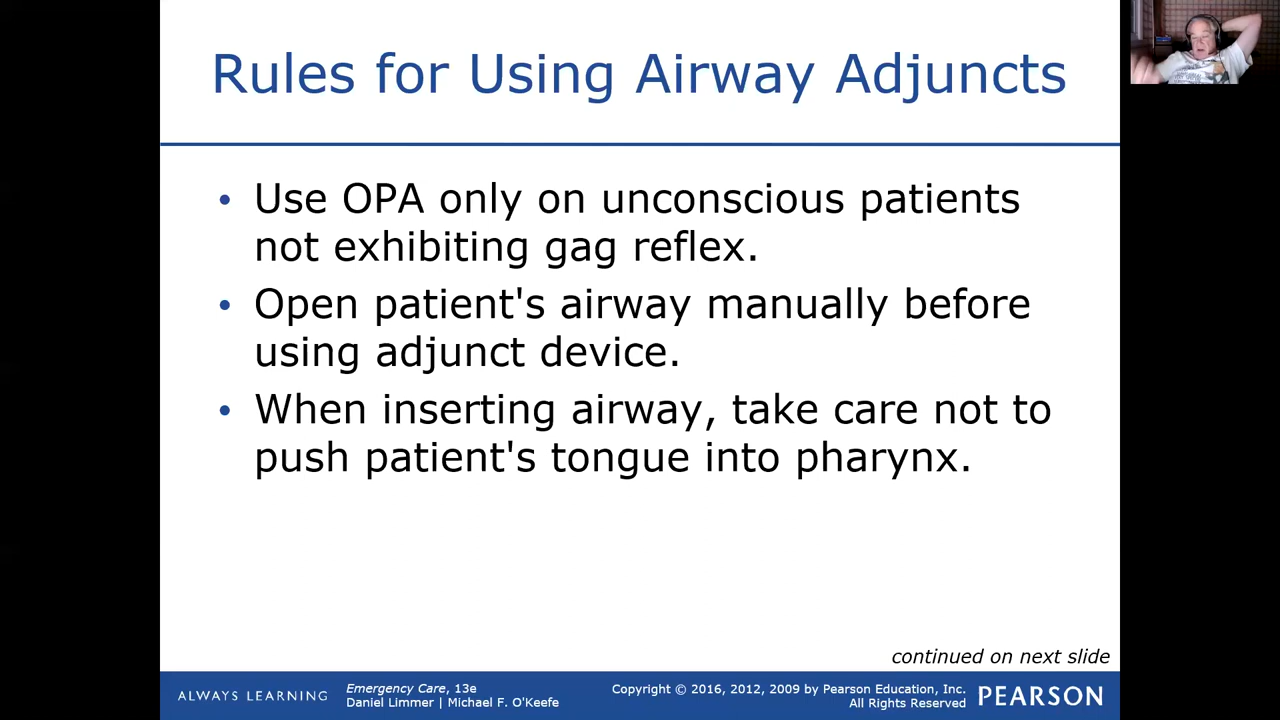 Rules for Using Airway Adjuncts
• Use OPA only on unconscious patients
not exhibiting gag reflex.
• Open patient's airway manually before
using adjunct device.
• When inserting airway, take care not to
push patient's tongue into pharynx.
continued on next slide
ALWAYS LEARNING
Emergency Care, 13e
Daniel Limmer | Michael F. O'Keefe
Copyright © 2016, 2012, 2009 by Pearson Education, Inc.
All Rights Reserved
PEARSON